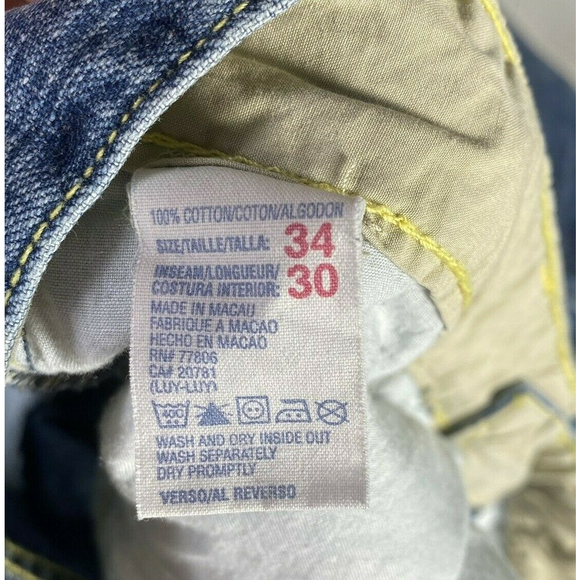 100% COTTON/COTON/ALGODON
SIZE/TAILLE/TALLA: 34
INSEAM/LONGUEUR/
COSTURA INTERIOR: 30
MADE IN MACAU
FABRIQUE A MACAO
HECHO EN MACAO
RN# 77806
CA# 20781
(LUY-LUY)
40C
WASH AND DRY INSIDE OUT
WASH SEPARATELY
DRY PROMPTLY
VERSO/AL REVERSO